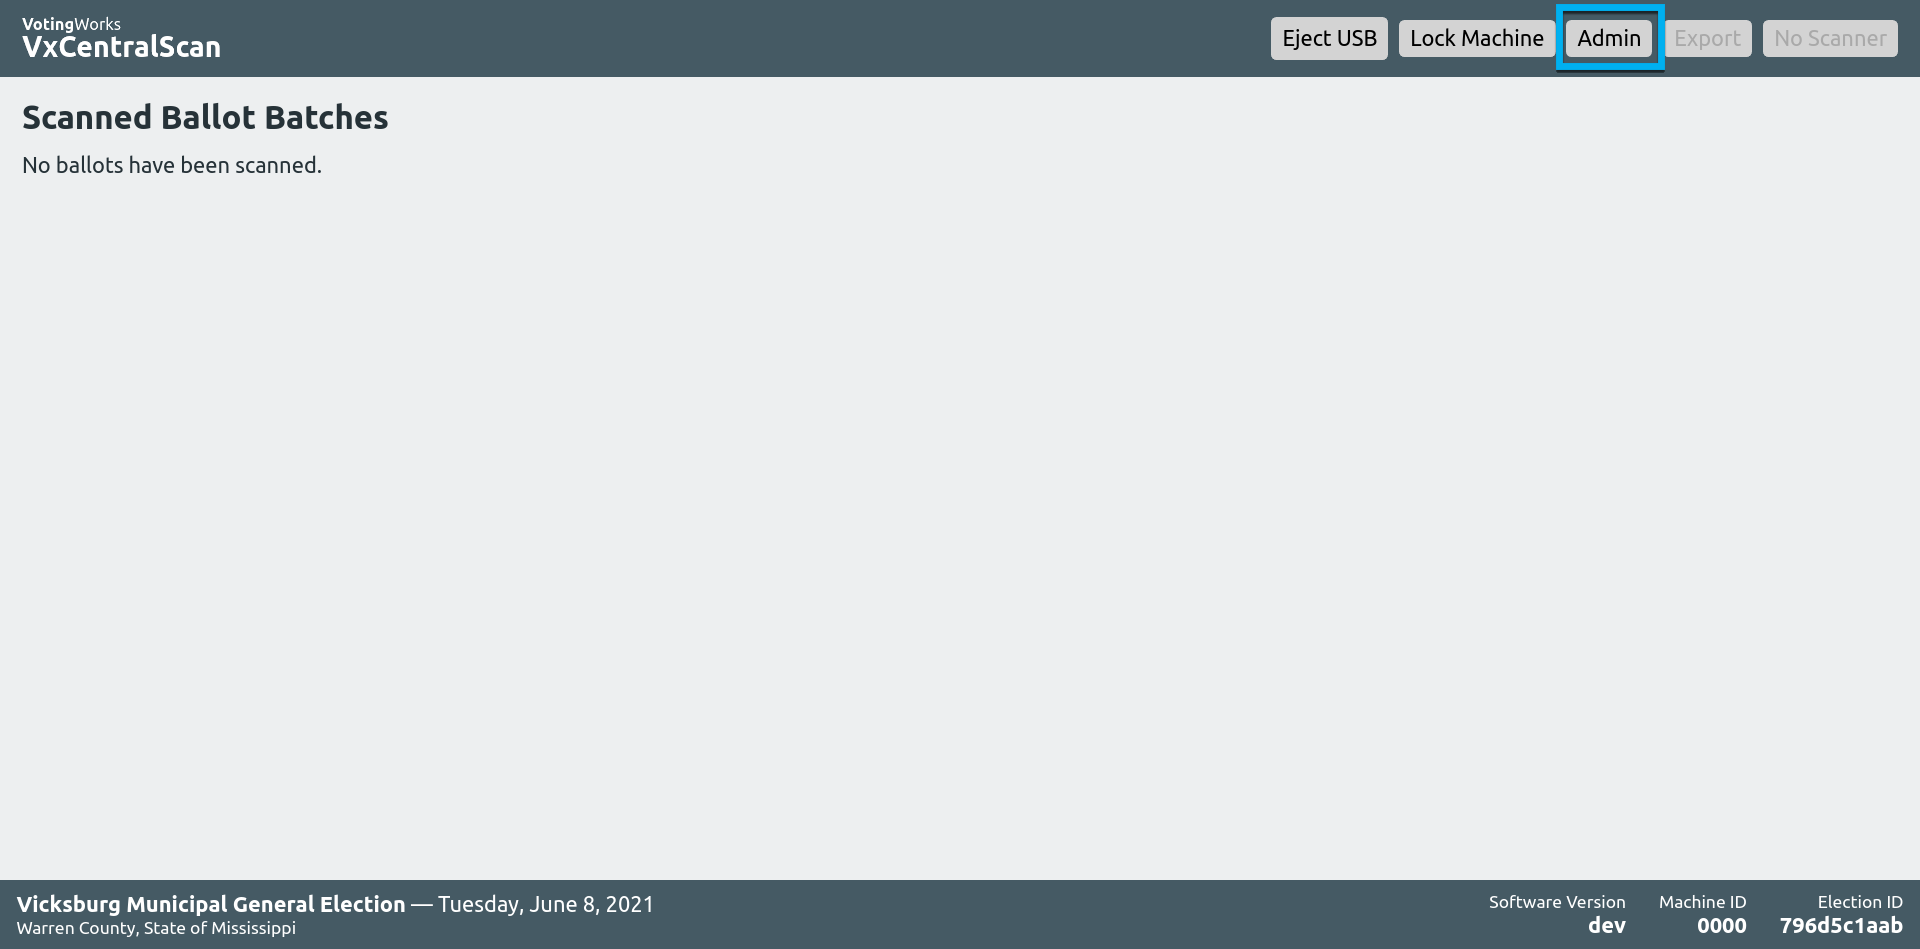 VotingWorks
VxCentralScan
Eject USB
Lock Machine
Admin
Export
No Scanner
Scanned Ballot Batches
No ballots have been scanned.
Vicksburg Municipal General Election — Tuesday, June 8, 2021
Warren County, State of Mississippi
Software Version
dev
Machine ID
0000
Election ID
796d5c1aab